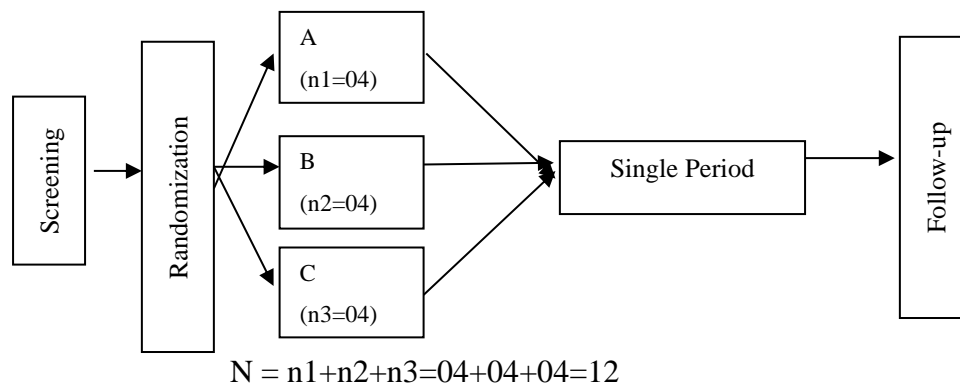 Screening
Randomization
A
(n1=04)
B
(n2=04)
C
(n3=04)
Single Period
Follow-up
N = n1+n2+n3=04+04+04=12